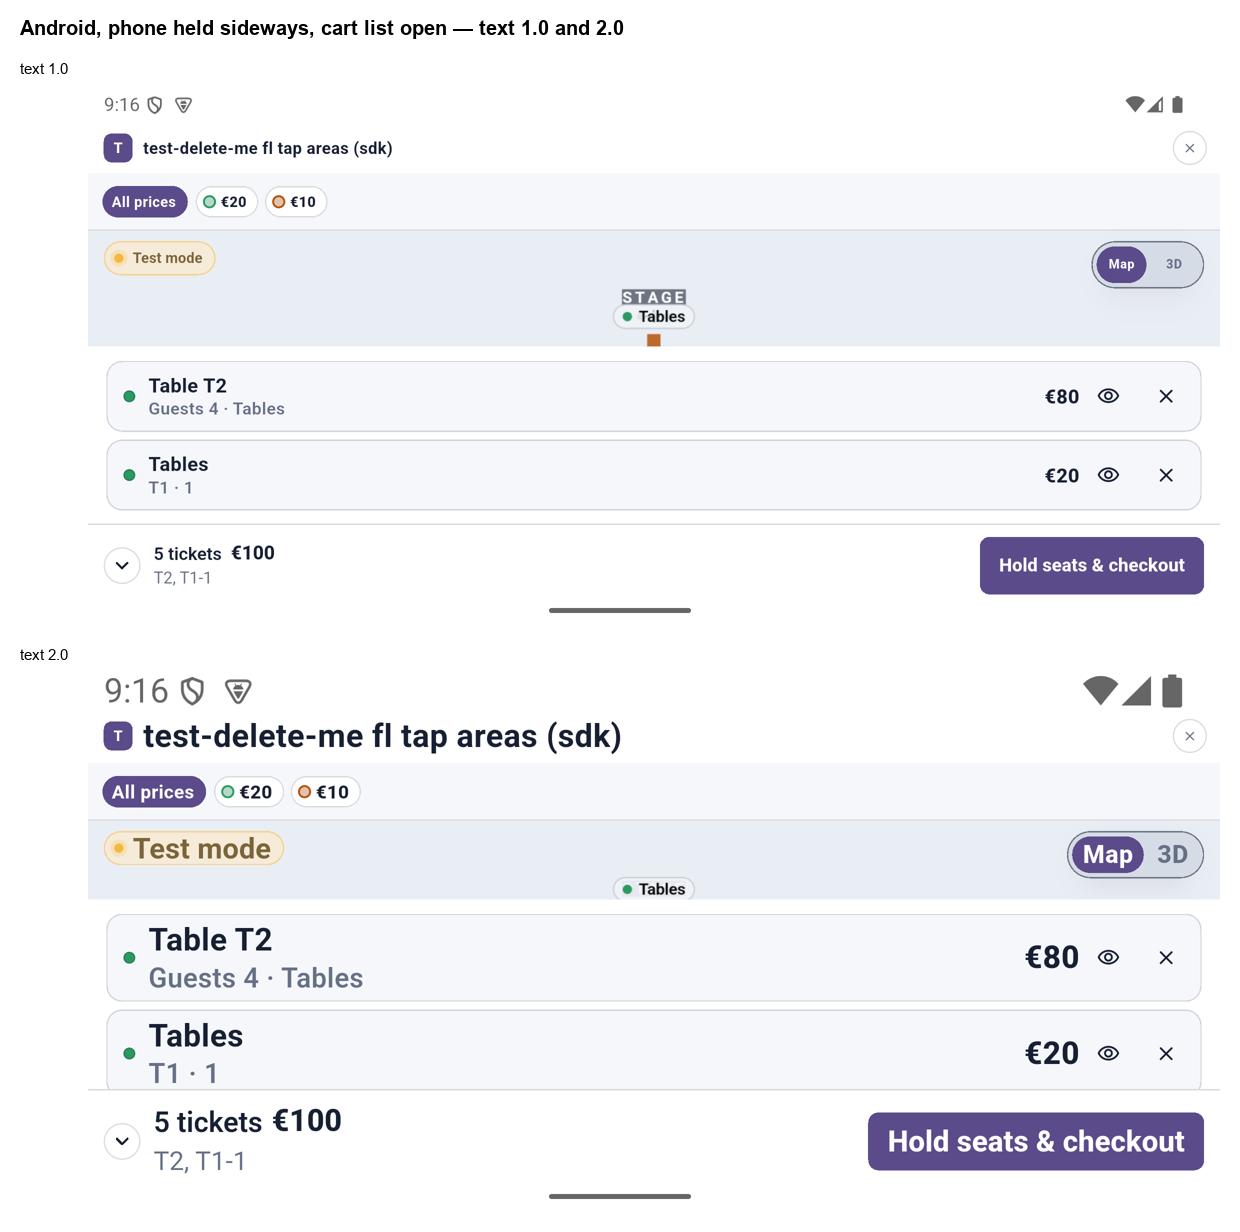 Android, phone held sideways, cart list open — text 1.0 and 2.0
text 1.0
9:16
T test-delete-me fl tap areas (sdk)
All prices €20 €10
Test mode Map 3D
STAGE
Tables
Table T2
Guests 4 · Tables
€80
Tables
T1 · 1
€20
5 tickets €100
T2, T1-1
Hold seats & checkout
text 2.0
9:16
T test-delete-me fl tap areas (sdk)
All prices €20 €10
Test mode Map 3D
Tables
Table T2
Guests 4 · Tables
€80
Tables
T1 · 1
€20
5 tickets €100
T2, T1-1
Hold seats & checkout